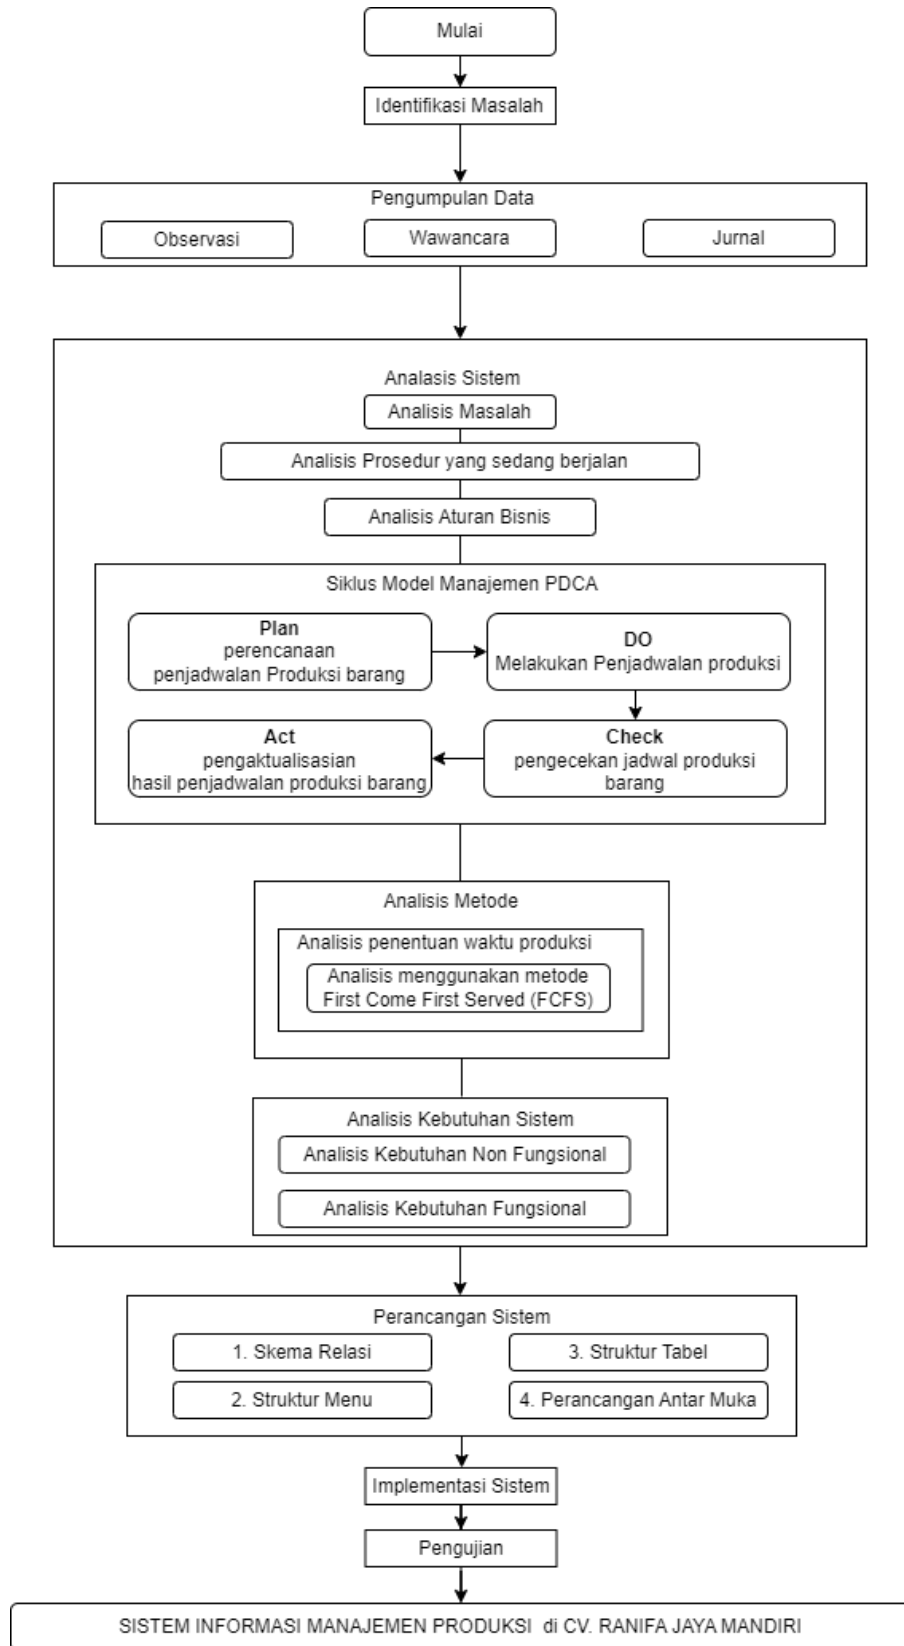 Mulai
Identifikasi Masalah
Pengumpulan Data
Observasi
Wawancara
Jurnal
Analasis Sistem
Analisis Masalah
Analisis Prosedur yang sedang berjalan
Analisis Aturan Bisnis
Siklus Model Manajemen PDCA
Plan
perencanaan
penjadwalan Produksi barang
DO
Melakukan Penjadwalan produksi
Act
pengaktualisasian
hasil penjadwalan produksi barang
Check
pengecekan jadwal produksi
barang
Analisis Metode
Analisis penentuan waktu produksi
Analisis menggunakan metode
First Come First Served (FCFS)
Analisis Kebutuhan Sistem
Analisis Kebutuhan Non Fungsional
Analisis Kebutuhan Fungsional
Perancangan Sistem
1. Skema Relasi
3. Struktur Tabel
2. Struktur Menu
4. Perancangan Antar Muka
Implementasi Sistem
Pengujian
SISTEM INFORMASI MANAJEMEN PRODUKSI di CV. RANIFA JAYA MANDIRI